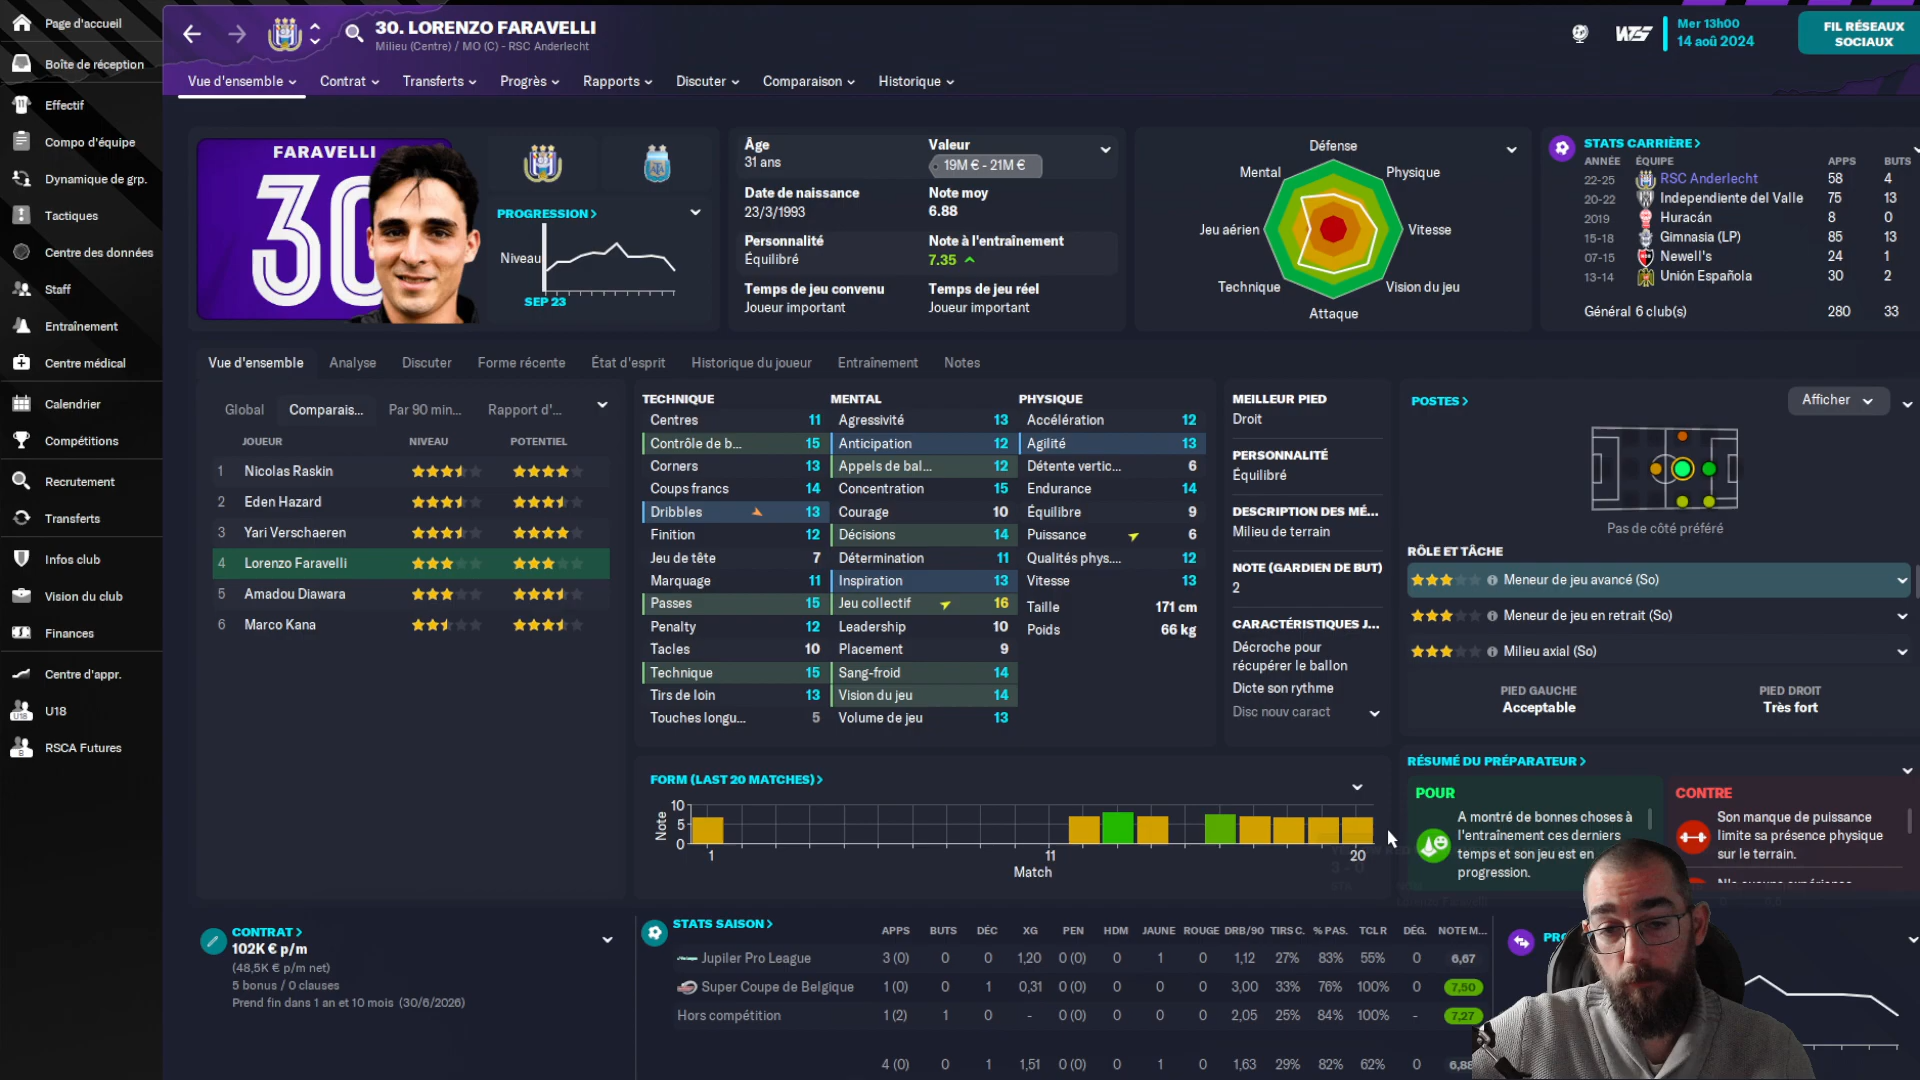 Page d'accueil
Boîte de réception
Effectif
Compo d'équipe
Dynamique de grp.
Tactiques
Centre des données
Staff
Entraînement
Centre médical
Calendrier
Compétitions
Recrutement
Transferts
Infos club
Vision du club
Finances
Centre d'appr.
U18
RSCA Futures
30. LORENZO FARAVELLI
Milieu (Centre) / MO (C) - RSC Anderlecht
Mer 13h00
14 aoû 2024
FIL RÉSEAUX
SOCIAUX
Vue d'ensemble Contrat Transferts Progrès Rapports Discuter Comparaison Historique
FARAVELLI
30
PROGRESSION
Niveau
SEP 23
Âge
31 ans
Valeur
19M € - 21M €
Date de naissance
23/3/1993
Note moy
6.88
Personnalité
Équilibré
Note à l'entraînement
7.35
Temps de jeu convenu
Joueur important
Temps de jeu réel
Joueur important
Défense
Mental Physique
Jeu aérien Vitesse
Technique Vision du jeu
Attaque
STATS CARRIÈRE
ANNÉE ÉQUIPE APPS BUTS
22-25 RSC Anderlecht 58 4
20-22 Independiente del Valle 75 13
2019 Huracán 8 0
15-18 Gimnasia (LP) 85 13
07-15 Newell's 24 1
13-14 Unión Española 30 2
Général 6 club(s) 280 33
Vue d'ensemble Analyse Discuter Forme récente État d'esprit Historique du joueur Entraînement Notes
Global Comparais... Par 90 min... Rapport d'...
JOUEUR NIVEAU POTENTIEL
1 Nicolas Raskin
2 Eden Hazard
3 Yari Verschaeren
4 Lorenzo Faravelli
5 Amadou Diawara
6 Marco Kana
TECHNIQUE
Centres 11
Contrôle de b... 15
Corners 13
Coups francs 14
Dribbles 13
Finition 12
Jeu de tête 7
Marquage 11
Passes 15
Penalty 12
Tacles 10
Technique 15
Tirs de loin 13
Touches longu... 5
MENTAL
Agressivité 13
Anticipation 12
Appels de bal... 12
Concentration 15
Courage 10
Décisions 14
Détermination 11
Inspiration 13
Jeu collectif 16
Leadership 10
Placement 9
Sang-froid 14
Vision du jeu 14
Volume de jeu 13
PHYSIQUE
Accélération 12
Agilité 13
Détente vertic... 6
Endurance 14
Équilibre 9
Puissance 6
Qualités phys.... 12
Vitesse 13
Taille 171 cm
Poids 66 kg
MEILLEUR PIED
Droit
PERSONNALITÉ
Équilibré
DESCRIPTION DES MÉ...
Milieu de terrain
NOTE (GARDIEN DE BUT)
2
CARACTÉRISTIQUES J...
Décroche pour
récupérer le ballon
Dicte son rythme
Disc nouv caract
POSTES
Afficher
Pas de côté préféré
RÔLE ET TÂCHE
Meneur de jeu avancé (So)
Meneur de jeu en retrait (So)
Milieu axial (So)
PIED GAUCHE
Acceptable
PIED DROIT
Très fort
FORM (LAST 20 MATCHES)
Note
10
5
0
1 11 20
Match
RÉSUMÉ DU PRÉPARATEUR
POUR
A montré de bonnes choses à
l'entraînement ces derniers
temps et son jeu est en
progression.
CONTRE
Son manque de puissance
limite sa présence physique
sur le terrain.
CONTRAT
102K € p/m
(48,5K € p/m net)
5 bonus / 0 clauses
Prend fin dans 1 an et 10 mois (30/6/2026)
STATS SAISON APPS BUTS DÉC XG PEN HDM JAUNE ROUGE DRB/90 TIRS C. % PAS. TCL R DÉG. NOTE M...
Jupiler Pro League 3 (0) 0 0 1,20 0 (0) 0 1 0 1,12 27% 83% 55% 0 6,67
Super Coupe de Belgique 1 (0) 0 1 0,31 0 (0) 0 0 0 3,00 33% 76% 100% 0 7,50
Hors compétition 1 (2) 1 0 - 0 (0) 0 0 0 2,05 25% 84% 100% - 7,27
4 (0) 0 1 1,51 0 (0) 0 1 0 1,63 29% 82% 62% 0 6,88